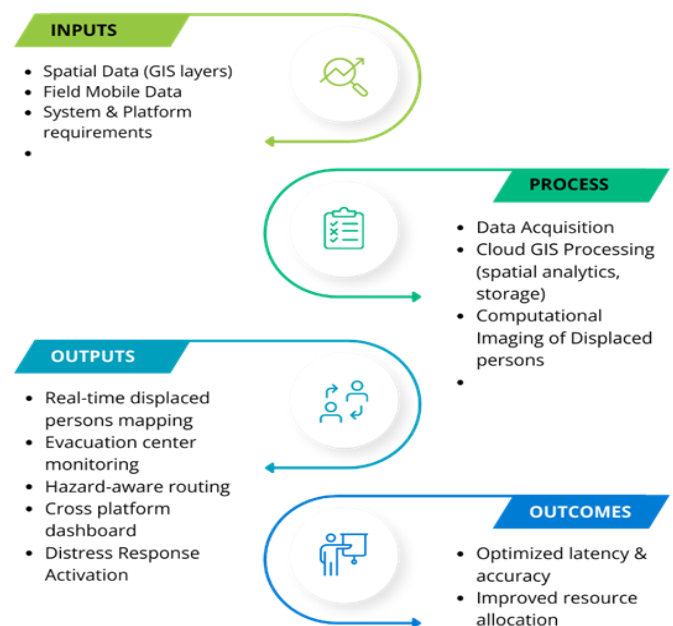 INPUTS
• Spatial Data (GIS layers)
• Field Mobile Data
• System & Platform
requirements
•
PROCESS
• Data Acquisition
• Cloud GIS Processing
(spatial analytics,
storage)
• Computational
Imaging of Displaced
persons
•
OUTPUTS
• Real-time displaced
persons mapping
• Evacuation center
monitoring
• Hazard-aware routing
• Cross platform
dashboard
• Distress Response
Activation
OUTCOMES
• Optimized latency &
accuracy
• Improved resource
allocation